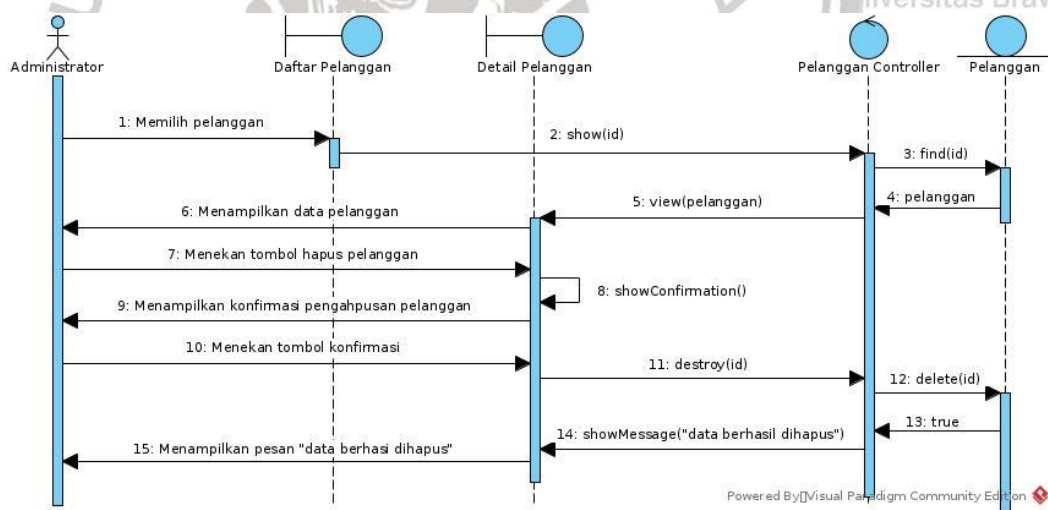 Universitas Braw
Administrator
Daftar Pelanggan
Detail Pelanggan
Pelanggan Controller
Pelanggan
1: Memilih pelanggan
2: show(id)
3: find(id)
4: pelanggan
5: view(pelanggan)
6: Menampilkan data pelanggan
7: Menekan tombol hapus pelanggan
8: showConfirmation()
9: Menampilkan konfirmasi pengahpusan pelanggan
10: Menekan tombol konfirmasi
11: destroy(id)
12: delete(id)
13: true
14: showMessage("data berhasil dihapus")
15: Menampilkan pesan "data berhasi dihapus"
Powered By Visual Paradigm Community Edition